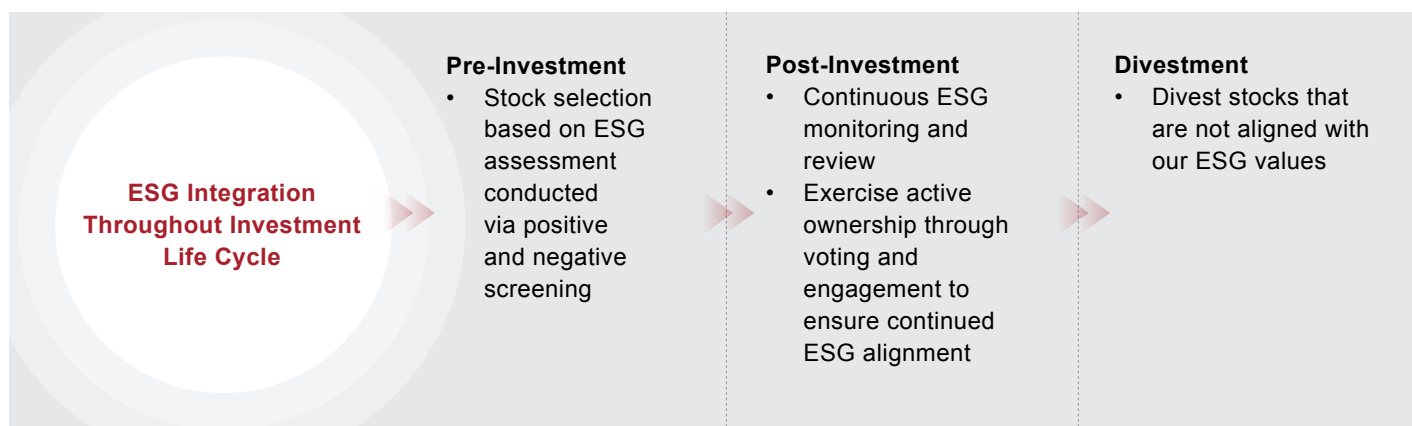 ESG Integration
Throughout Investment
Life Cycle
Pre-Investment
• Stock selection
based on ESG
assessment
conducted
via positive
and negative
screening
Post-Investment
• Continuous ESG
monitoring and
review
• Exercise active
ownership through
voting and
engagement to
ensure continued
ESG alignment
Divestment
• Divest stocks that
are not aligned with
our ESG values